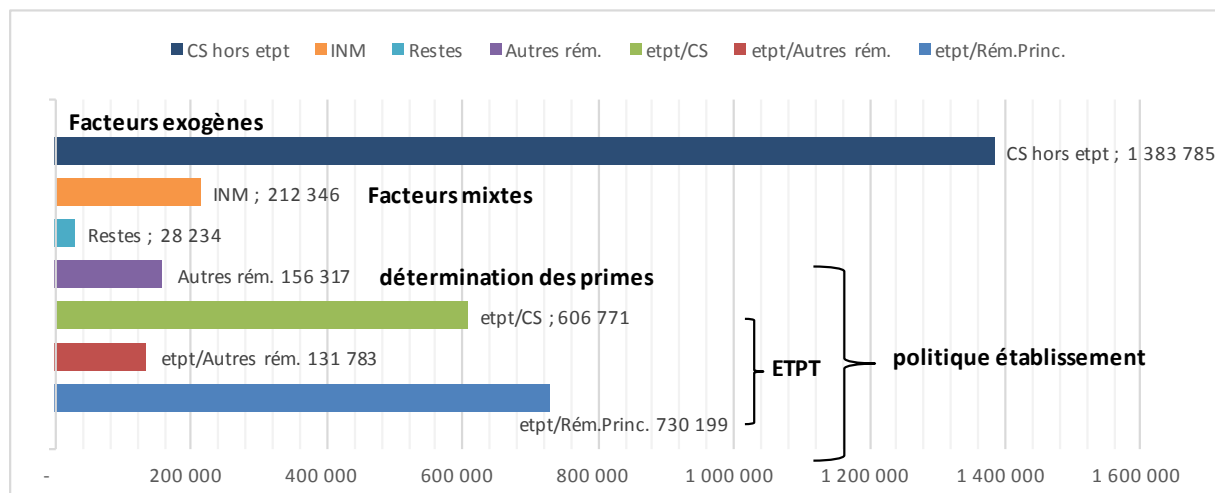 CS hors etpt INM Restes Autres rém. etpt/CS etpt/Autres rém. etpt/Rém.Princ.
Facteurs exogènes
CS hors etpt ; 1 383 785
INM ; 212 346
Facteurs mixtes
Restes ; 28 234
Autres rém. 156 317
détermination des primes
etpt/CS ; 606 771
etpt/Autres rém. 131 783
ETPT
politique établissement
etpt/Rém.Princ. 730 199
- 200 000 400 000 600 000 800 000 1 000 000 1 200 000 1 400 000 1 600 000